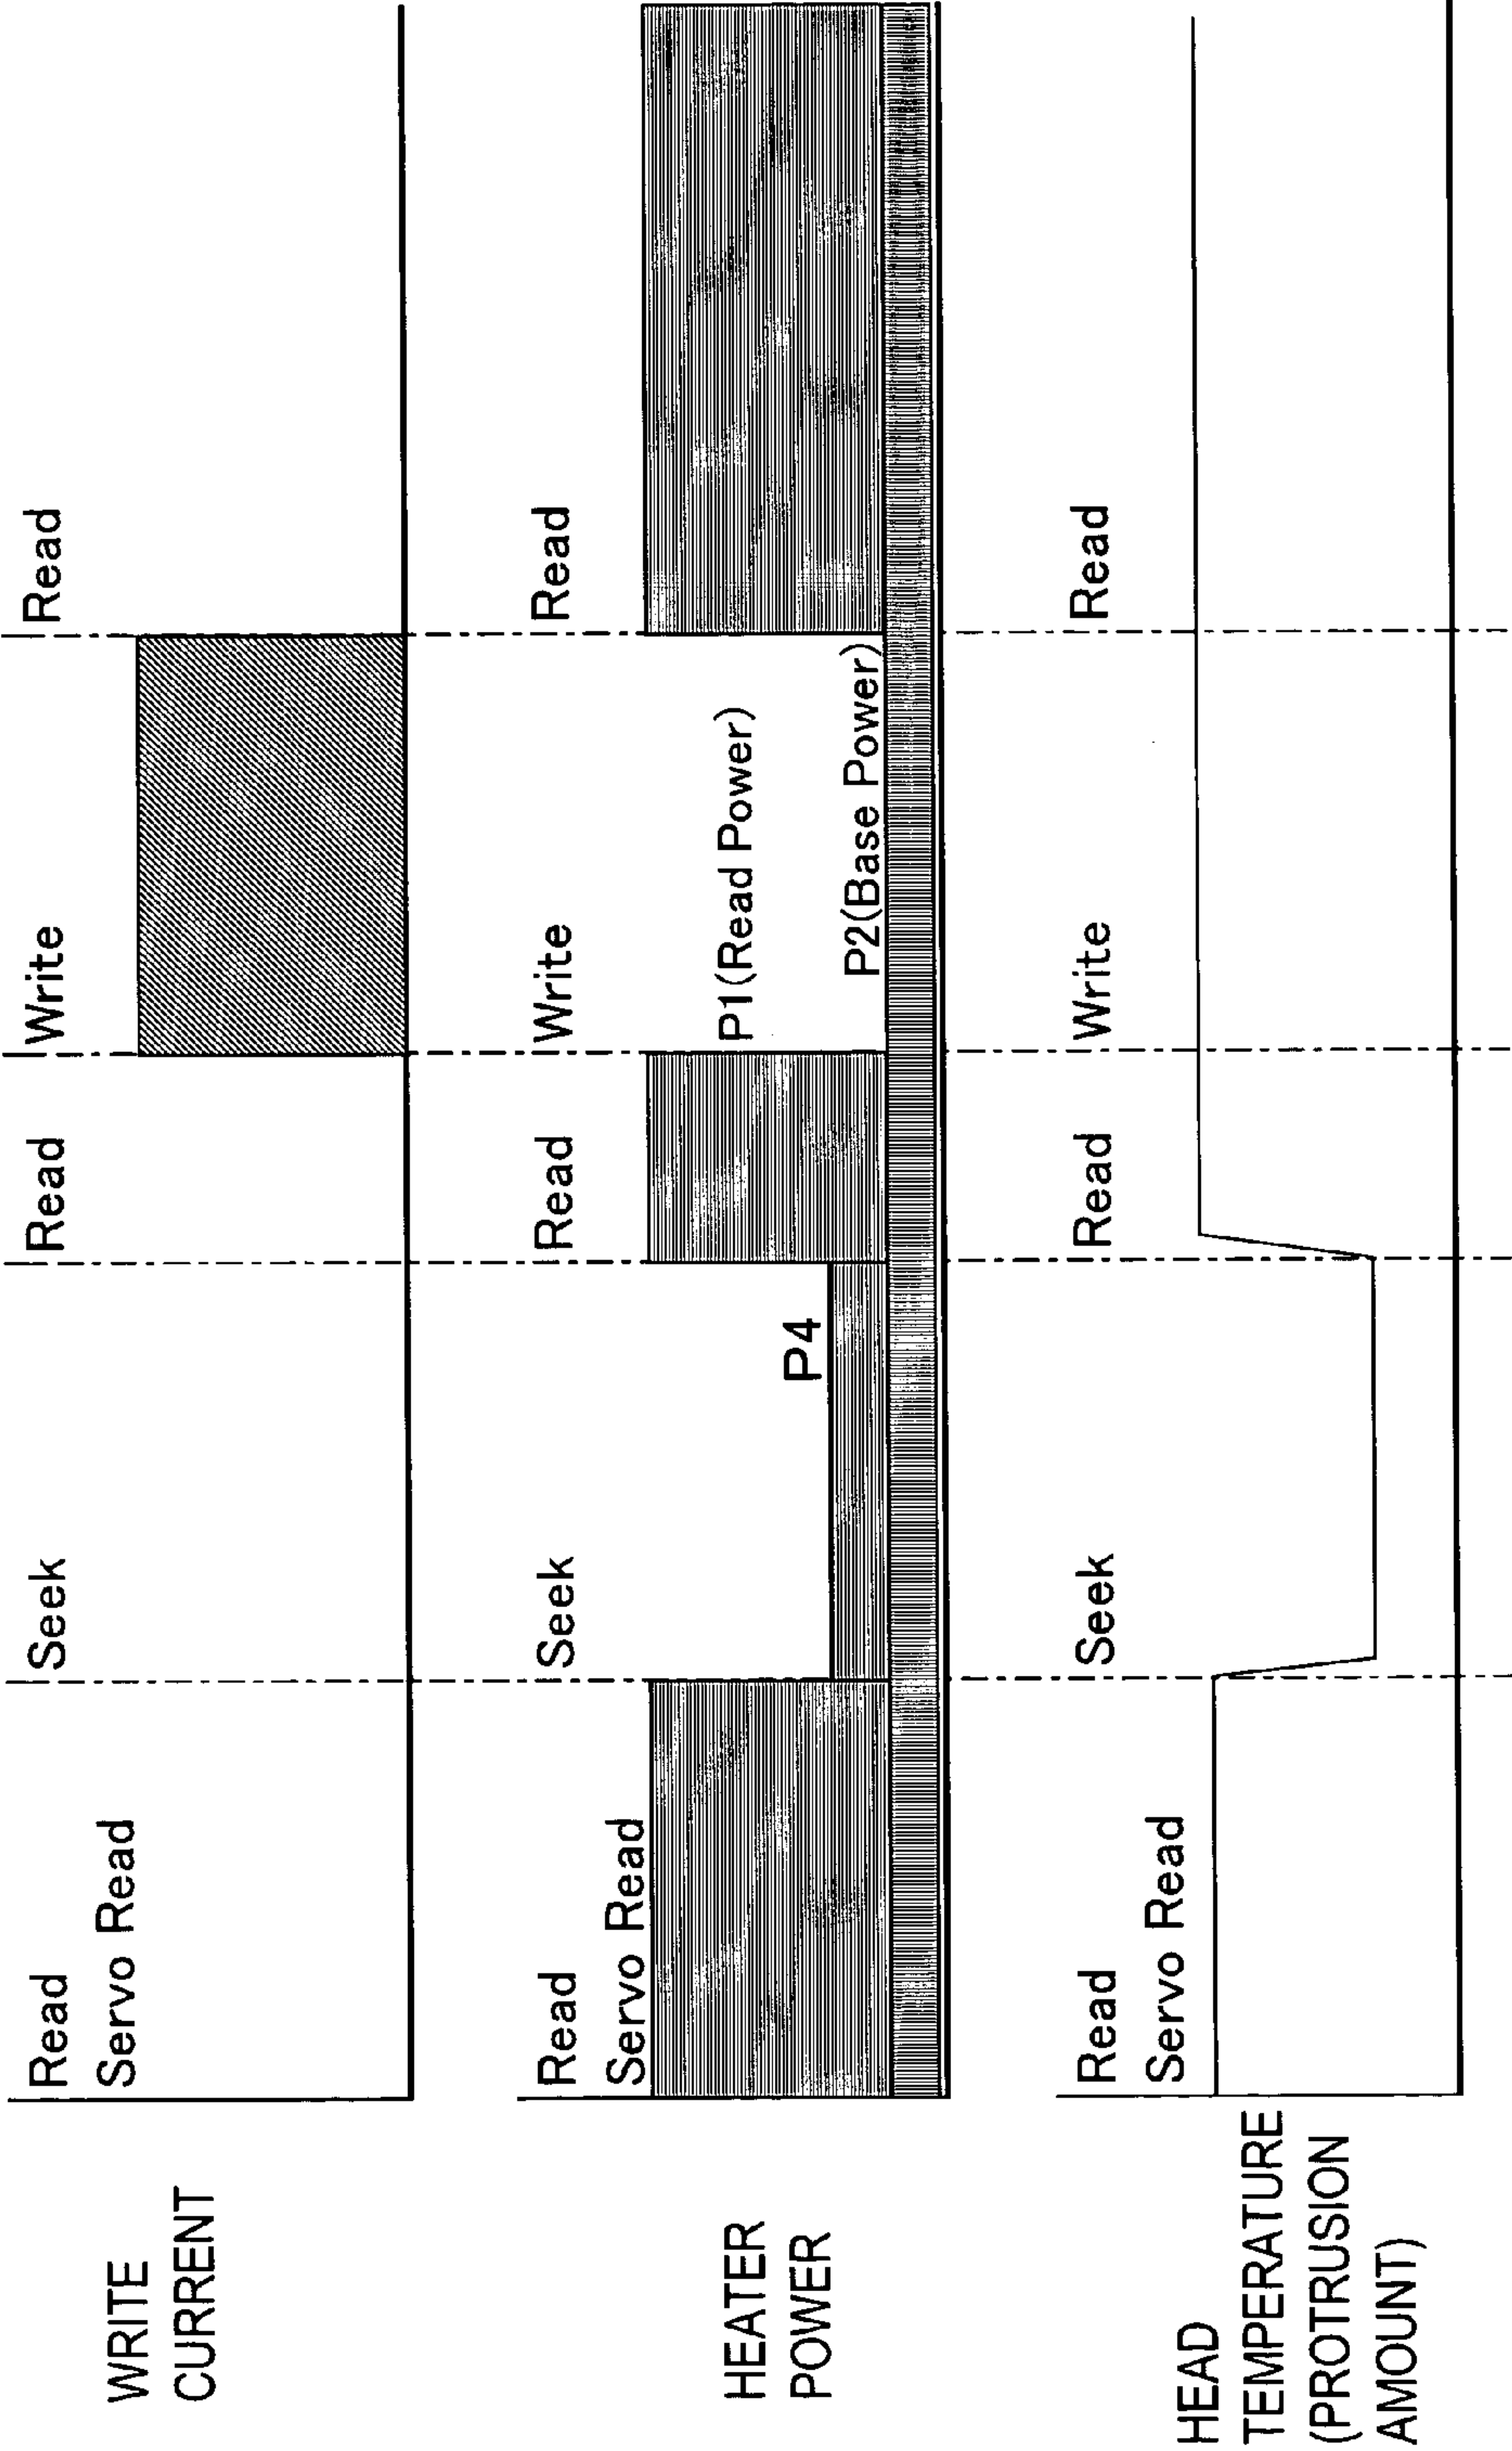 WRITE
CURRENT
Read
Servo Read
Seek
Read
Write
Read
HEATER
POWER
Read
Servo Read
Seek
P4
Read
Write
P1(Read Power)
P2(Base Power)
Read
HEAD
TEMPERATURE
(PROTRUSION
AMOUNT)
Read
Servo Read
Seek
Read
Write
Read